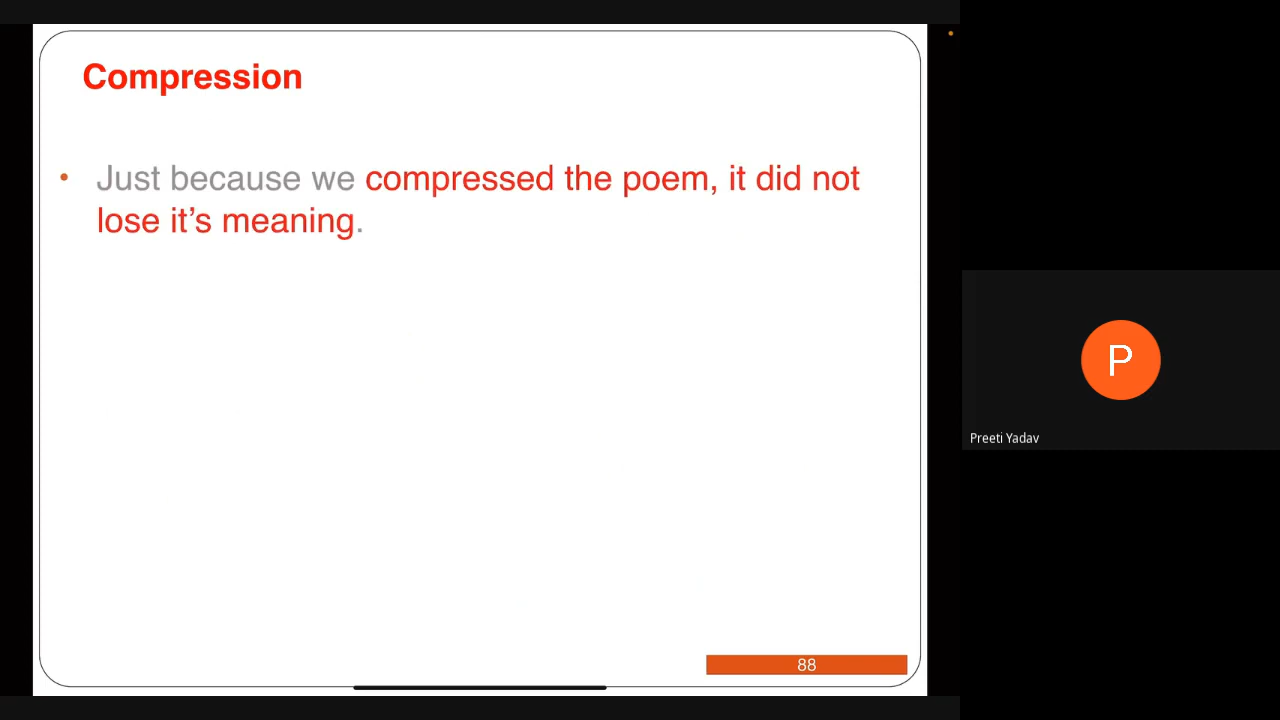 Compression
• Just because we compressed the poem, it did not
lose it’s meaning.
88
P
Preeti Yadav